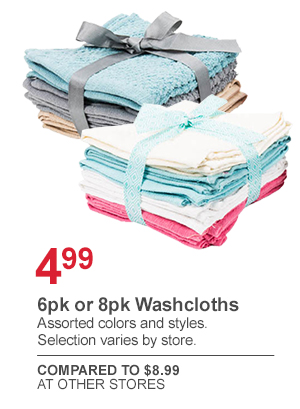 4.99
6pk or 8pk Washcloths
Assorted colors and styles.
Selection varies by store.
COMPARED TO $8.99
AT OTHER STORES